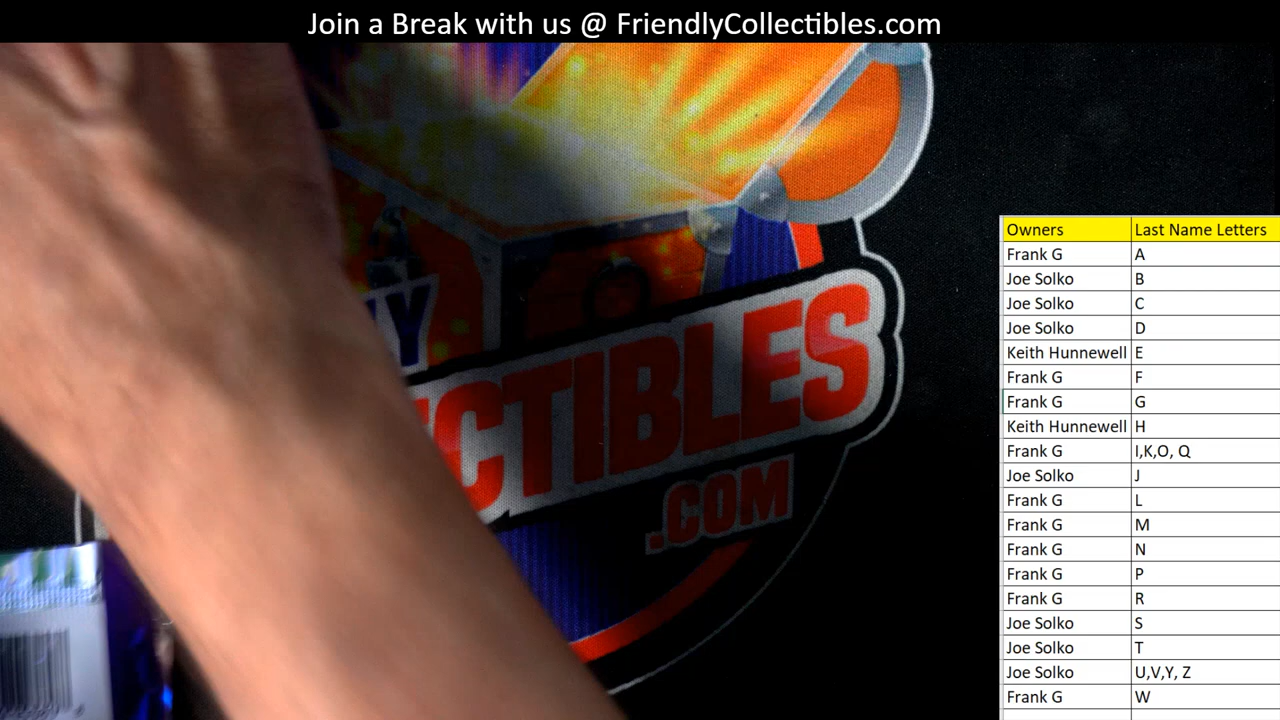 Join a Break with us @ FriendlyCollectibles.com
CTIBLES
.COM
Owners Last Name Letters
Frank G A
Joe Solko B
Joe Solko C
Joe Solko D
Keith Hunnewell E
Frank G F
Frank G G
Keith Hunnewell H
Frank G I,K,O, Q
Joe Solko J
Frank G L
Frank G M
Frank G N
Frank G P
Frank G R
Joe Solko S
Joe Solko T
Joe Solko U,V,Y, Z
Frank G W